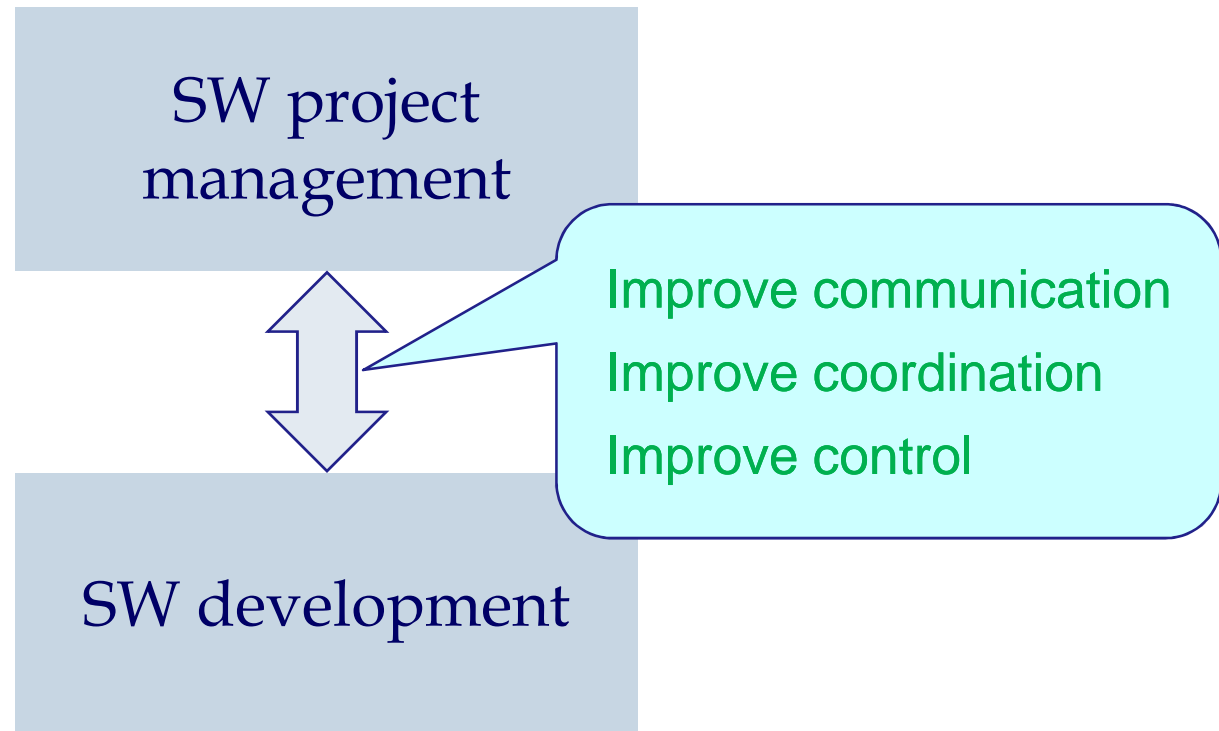 SW project
management
Improve communication
Improve coordination
Improve control
SW development